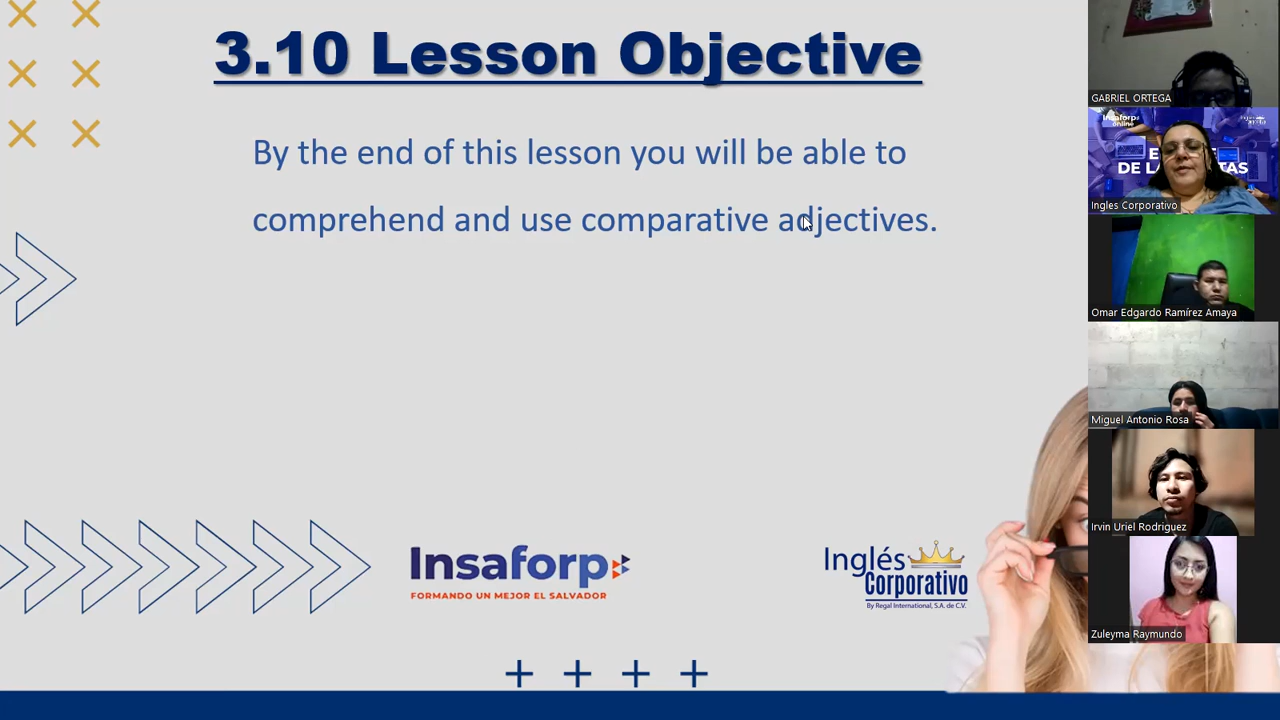 3.10 Lesson Objective
By the end of this lesson you will be able to
comprehend and use comparative adjectives.
Insaforp
FORMANDO UN MEJOR EL SALVADOR
Inglés
Corporativo
By Regal International, S.A. de C.V.
GABRIEL ORTEGA
Insaforp
online
Ingles Corporativo
Omar Edgardo Ramírez Amaya
Miguel Antonio Rosa
Irvin Uriel Rodriguez
Zuleyma Raymundo